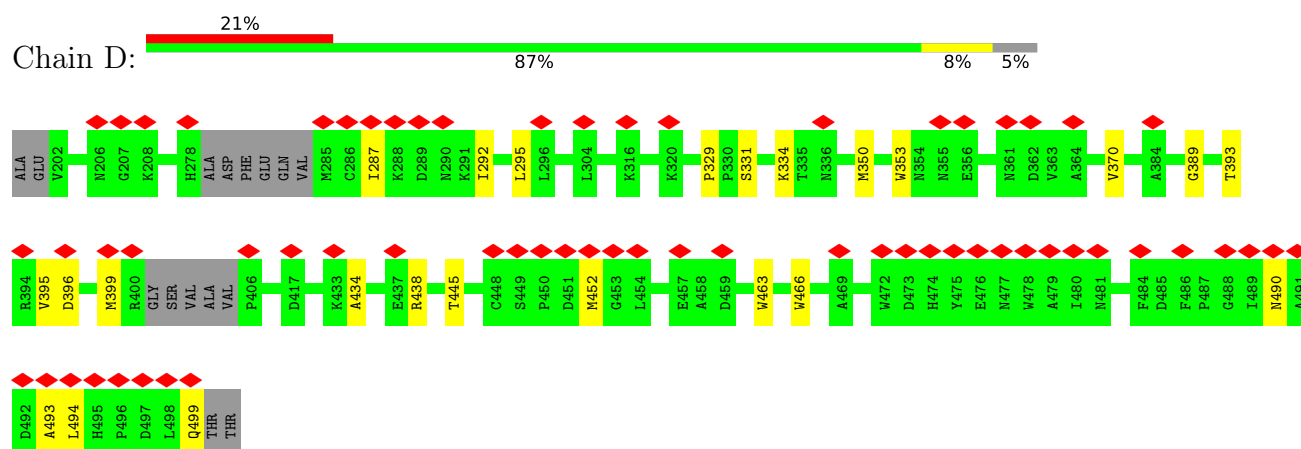 21%
Chain D:
87% 8% 5%
ALA GLU V202 N206 G207 K208 H278 ALA ASP PHE GLU GLN VAL M285 C286 I287 K288 D289 N290 K291 I292 L295 L296 L304 K316 K320 P329 P330 S331 K334 T335 N336 M350 W353 N354 N355 E356 N361 D362 V363 A364 V370 A384 G389 T393
R394 V395 D396 M399 R400 GLY SER VAL ALA VAL P406 D417 K433 A434 E437 R438 T445 C448 S449 P450 D451 M452 G453 L454 E457 A458 D459 W463 W466 A469 W472 D473 H474 Y475 E476 N477 W478 A479 I480 N481 F484 D485 F486 P487 G488 I489 N490 A491
D492 A493 L494 H495 P496 D497 L498 Q499 THR THR